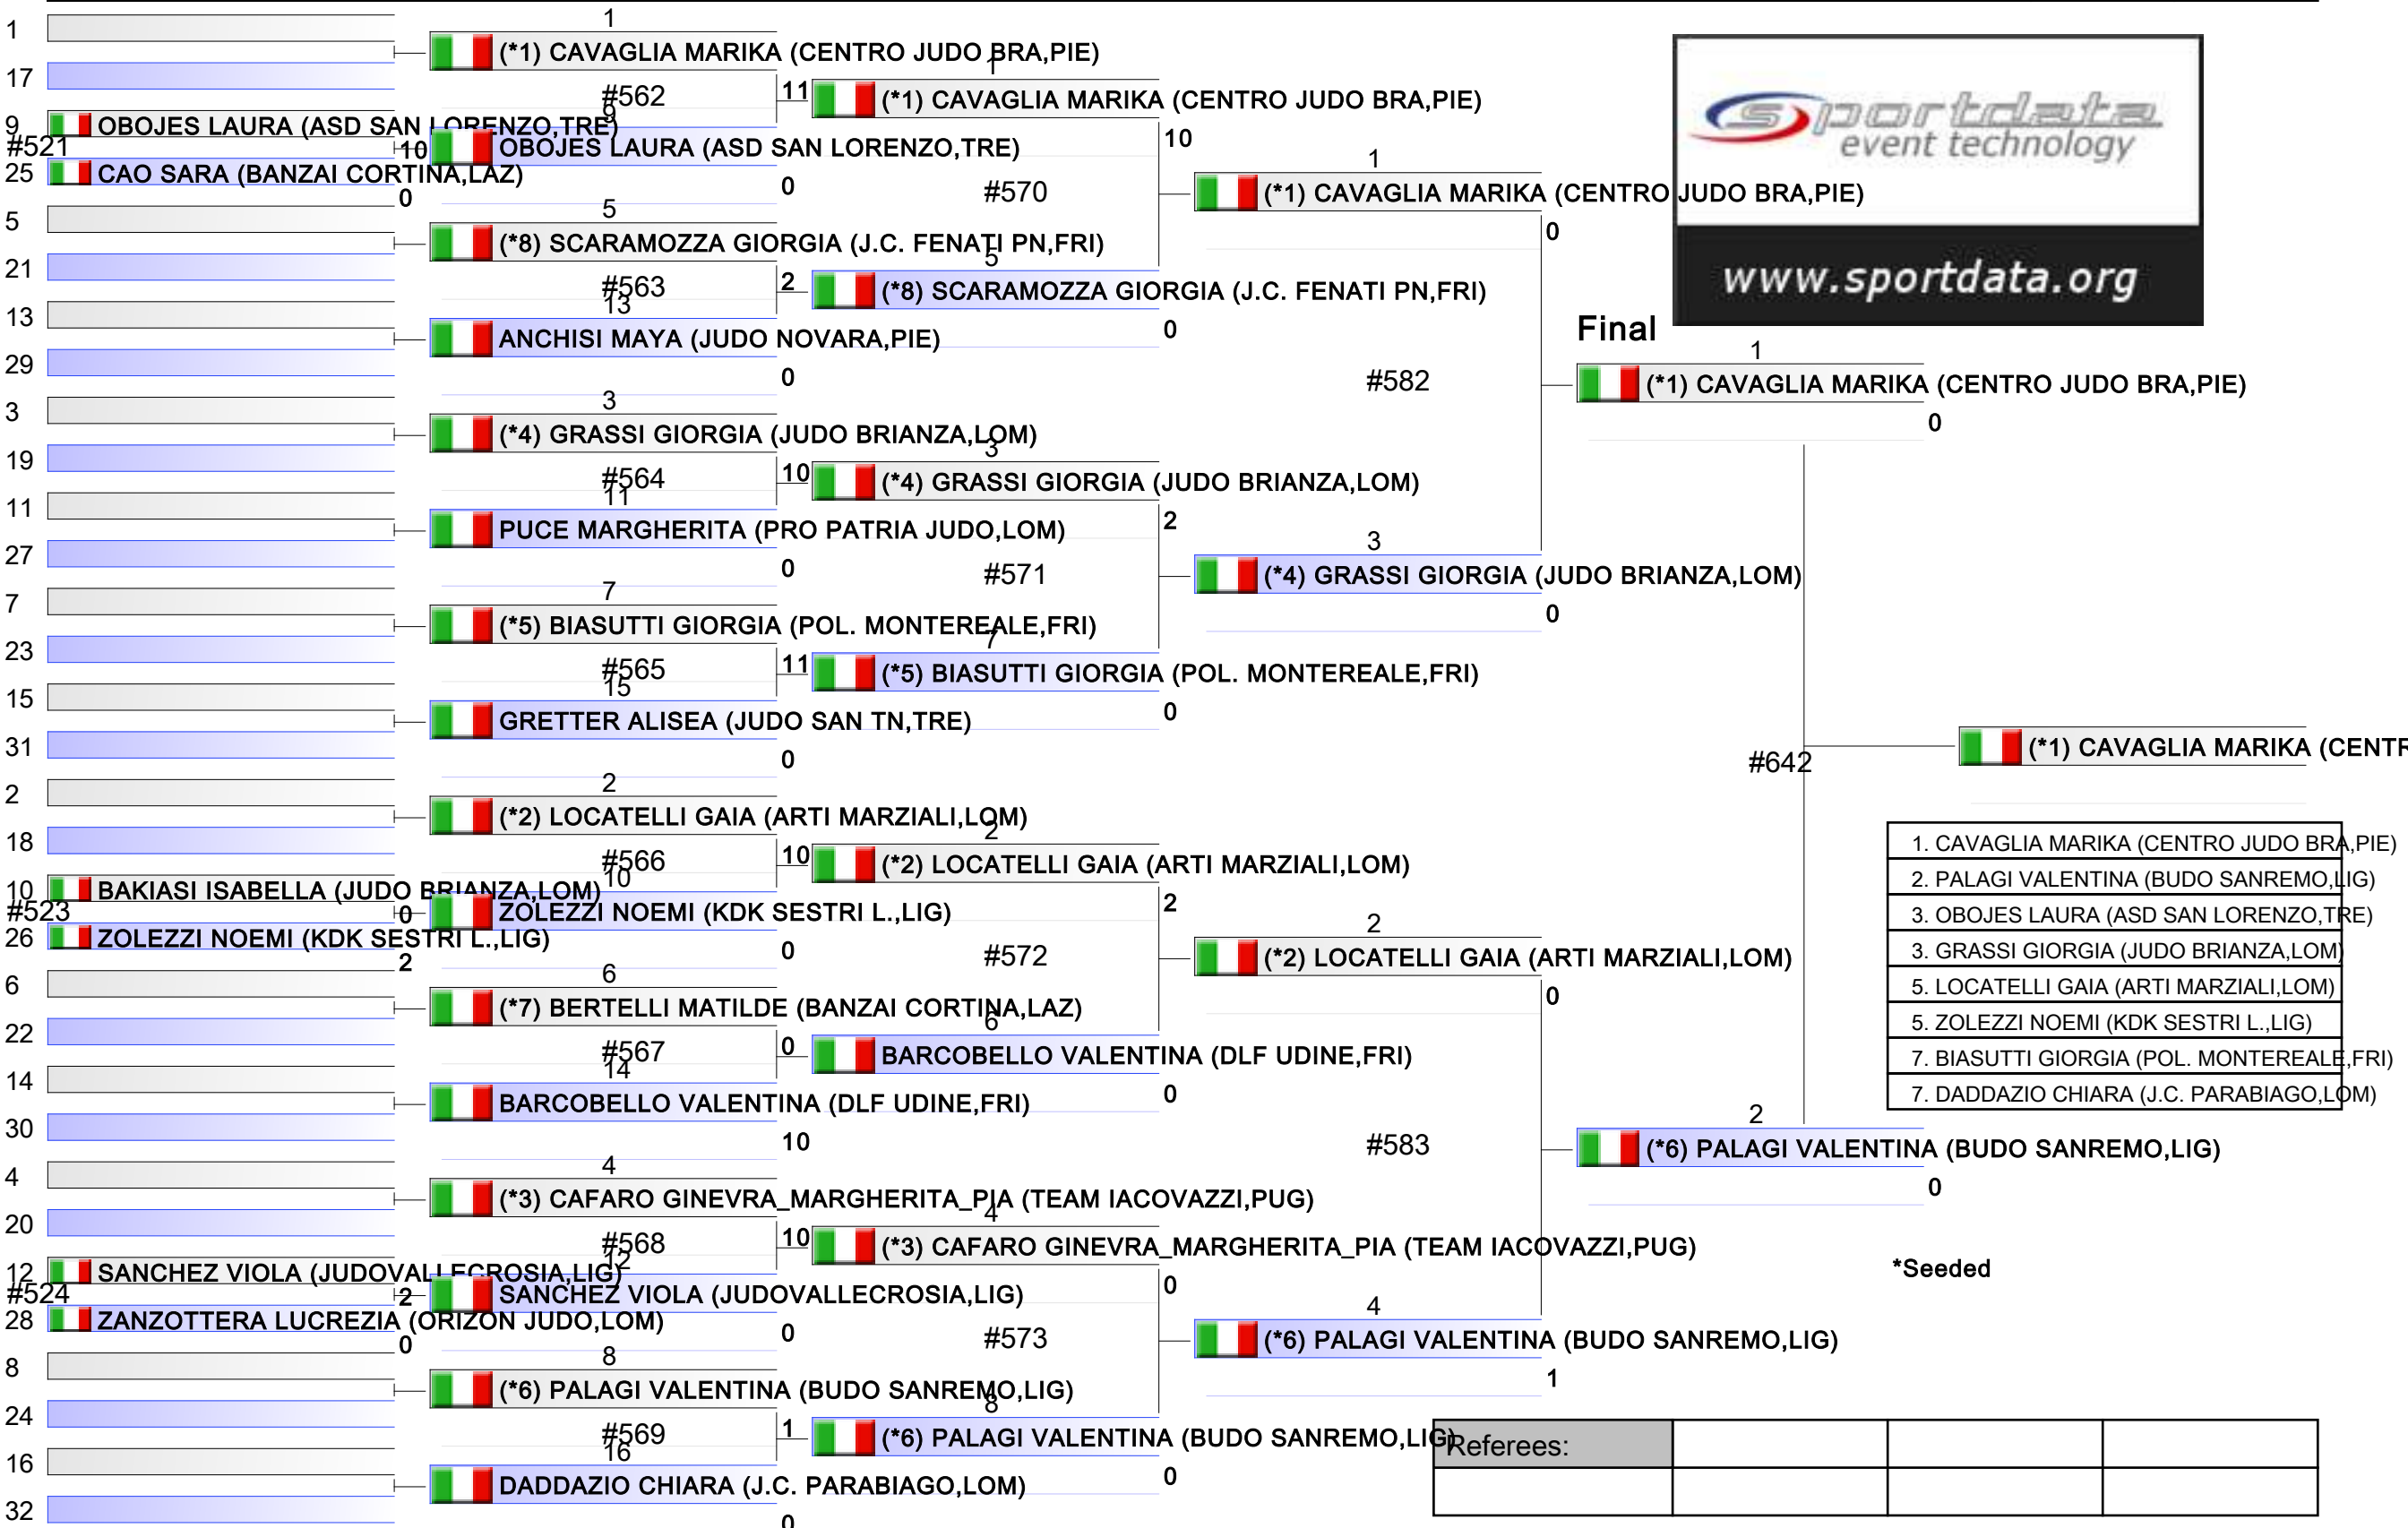 1
17
9 OBOJES LAURA (ASD SAN LORENZO,TRE)
#521 10
25 CAO SARA (BANZAI CORTINA,LAZ)
0
5
21
13
29
3
19
11
27
7
23
15
31
2
18
10 BAKIASI ISABELLA (JUDO BRIANZA,LOM)
#523 0
26 ZOLEZZI NOEMI (KDK SESTRI L.,LIG)
2
6
22
14
30
4
20
12 SANCHEZ VIOLA (JUDOVALLECROSIA,LIG)
#524 2
28 ZANZOTTERA LUCREZIA (ORIZON JUDO,LOM)
0
8
24
16
32
1
(*1) CAVAGLIA MARIKA (CENTRO JUDO BRA,PIE)
#562 11
9
OBOJES LAURA (ASD SAN LORENZO,TRE)
0
5
(*8) SCARAMOZZA GIORGIA (J.C. FENATI PN,FRI)
#563 2
13
ANCHISI MAYA (JUDO NOVARA,PIE)
0
3
(*4) GRASSI GIORGIA (JUDO BRIANZA,LOM)
#564 10
11
PUCE MARGHERITA (PRO PATRIA JUDO,LOM)
0
7
(*5) BIASUTTI GIORGIA (POL. MONTEREALE,FRI)
#565 11
15
GRETTER ALISEA (JUDO SAN TN,TRE)
0
2
(*2) LOCATELLI GAIA (ARTI MARZIALI,LOM)
#566 10
10
ZOLEZZI NOEMI (KDK SESTRI L.,LIG)
0
6
(*7) BERTELLI MATILDE (BANZAI CORTINA,LAZ)
#567 0
14
BARCOBELLO VALENTINA (DLF UDINE,FRI)
10
4
(*3) CAFARO GINEVRA_MARGHERITA_PIA (TEAM IACOVAZZI,PUG)
#568 10
12
SANCHEZ VIOLA (JUDOVALLECROSIA,LIG)
0
8
(*6) PALAGI VALENTINA (BUDO SANREMO,LIG)
#569 1
16
DADDAZIO CHIARA (J.C. PARABIAGO,LOM)
0
1
(*1) CAVAGLIA MARIKA (CENTRO JUDO BRA,PIE)
10
#570
5
(*8) SCARAMOZZA GIORGIA (J.C. FENATI PN,FRI)
0
3
(*4) GRASSI GIORGIA (JUDO BRIANZA,LOM)
2
#571
7
(*5) BIASUTTI GIORGIA (POL. MONTEREALE,FRI)
0
2
(*2) LOCATELLI GAIA (ARTI MARZIALI,LOM)
2
#572
6
BARCOBELLO VALENTINA (DLF UDINE,FRI)
0
4
(*3) CAFARO GINEVRA_MARGHERITA_PIA (TEAM IACOVAZZI,PUG)
0
#573
8
(*6) PALAGI VALENTINA (BUDO SANREMO,LIG)
0
1
(*1) CAVAGLIA MARIKA (CENTRO JUDO BRA,PIE)
0
#582
3
(*4) GRASSI GIORGIA (JUDO BRIANZA,LOM)
0
2
(*2) LOCATELLI GAIA (ARTI MARZIALI,LOM)
0
#583
4
(*6) PALAGI VALENTINA (BUDO SANREMO,LIG)
1
sportdata
event technology
www.sportdata.org
Final
1
(*1) CAVAGLIA MARIKA (CENTRO JUDO BRA,PIE)
0
#642
2
(*6) PALAGI VALENTINA (BUDO SANREMO,LIG)
0
(*1) CAVAGLIA MARIKA (CENTR
1. CAVAGLIA MARIKA (CENTRO JUDO BRA,PIE)
2. PALAGI VALENTINA (BUDO SANREMO,LIG)
3. OBOJES LAURA (ASD SAN LORENZO,TRE)
3. GRASSI GIORGIA (JUDO BRIANZA,LOM)
5. LOCATELLI GAIA (ARTI MARZIALI,LOM)
5. ZOLEZZI NOEMI (KDK SESTRI L.,LIG)
7. BIASUTTI GIORGIA (POL. MONTEREALE,FRI)
7. DADDAZIO CHIARA (J.C. PARABIAGO,LOM)
*Seeded
Referees: